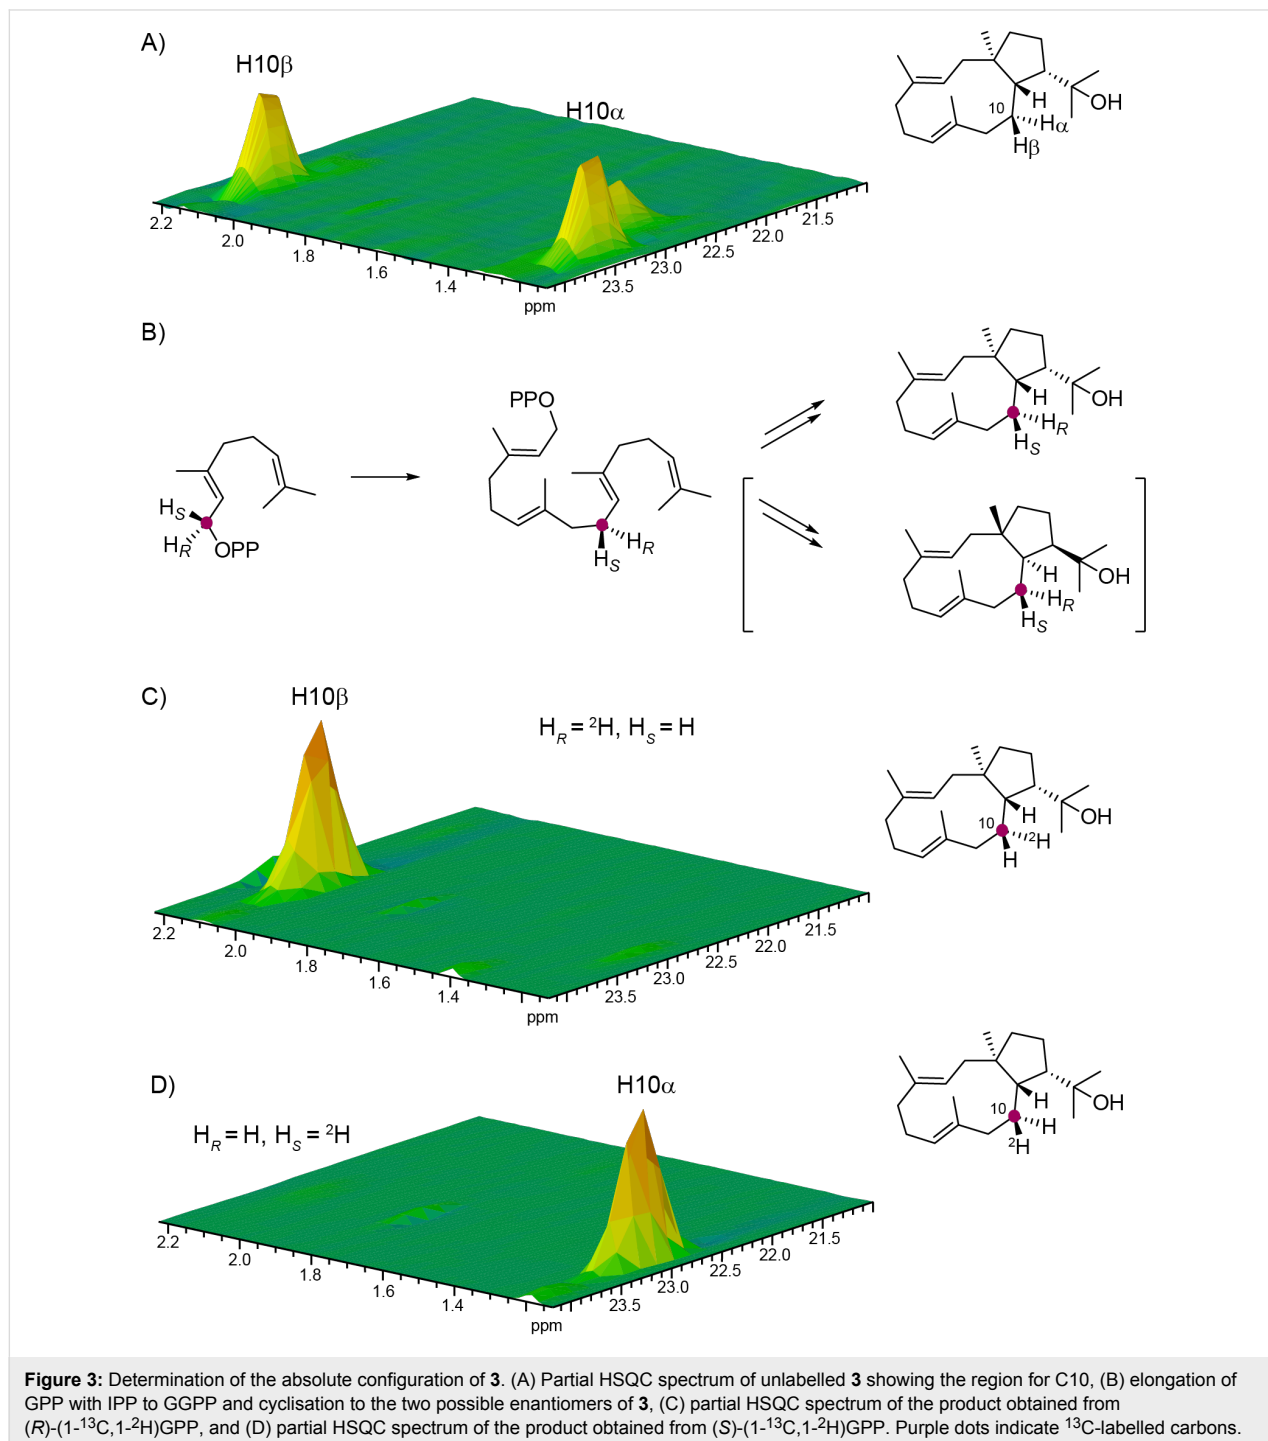 A)
H10β
H10α
2.2
2.0
1.8
1.6
1.4
ppm
23.5
23.0
22.5
22.0
21.5
10
H
Hα
Hβ
OH
B)
HS
HR
OPP
PPO
HR
HS
H
HR
HS
OH
H
HR
HS
OH
C)
H10β
HR = ²H, HS = H
2.2
2.0
1.8
1.6
1.4
ppm
23.5
23.0
22.5
22.0
21.5
10
H
²H
H
OH
D)
H10α
HR = H, HS = ²H
2.2
2.0
1.8
1.6
1.4
ppm
23.5
23.0
22.5
22.0
21.5
10
H
H
²H
OH
Figure 3: Determination of the absolute configuration of 3. (A) Partial HSQC spectrum of unlabelled 3 showing the region for C10, (B) elongation of
GPP with IPP to GGPP and cyclisation to the two possible enantiomers of 3, (C) partial HSQC spectrum of the product obtained from
(R)-(1-¹³C,1-²H)GPP, and (D) partial HSQC spectrum of the product obtained from (S)-(1-¹³C,1-²H)GPP. Purple dots indicate ¹³C-labelled carbons.